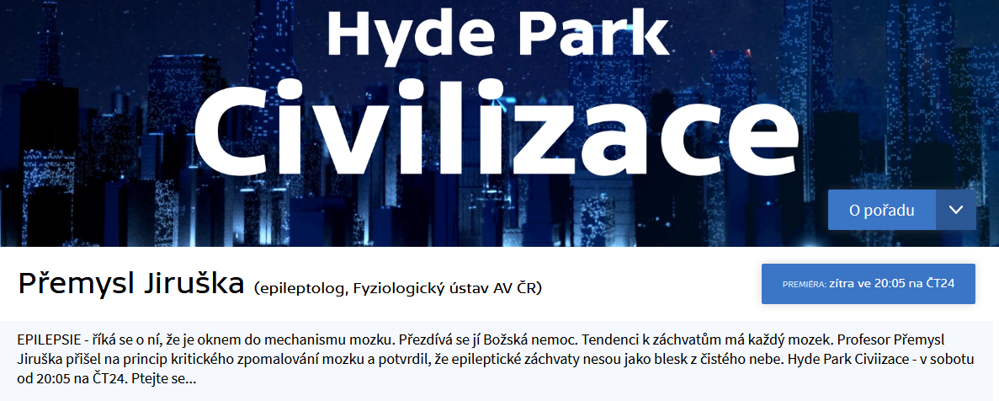 Hyde Park
Civilizace
O pořadu
Přemysl Jiruška (epileptolog, Fyziologický ústav AV ČR)
PREMIÉRA: zítra ve 20:05 na ČT24
EPILEPSIE - říká se o ní, že je oknem do mechanismu mozku. Přezdívá se jí Božská nemoc. Tendenci k záchvatům má každý mozek. Profesor Přemysl
Jiruška přišel na princip kritického zpomalování mozku a potvrdil, že epileptické záchvaty nesou jako blesk z čistého nebe. Hyde Park Civiizace - v sobotu
od 20:05 na ČT24. Ptejte se...